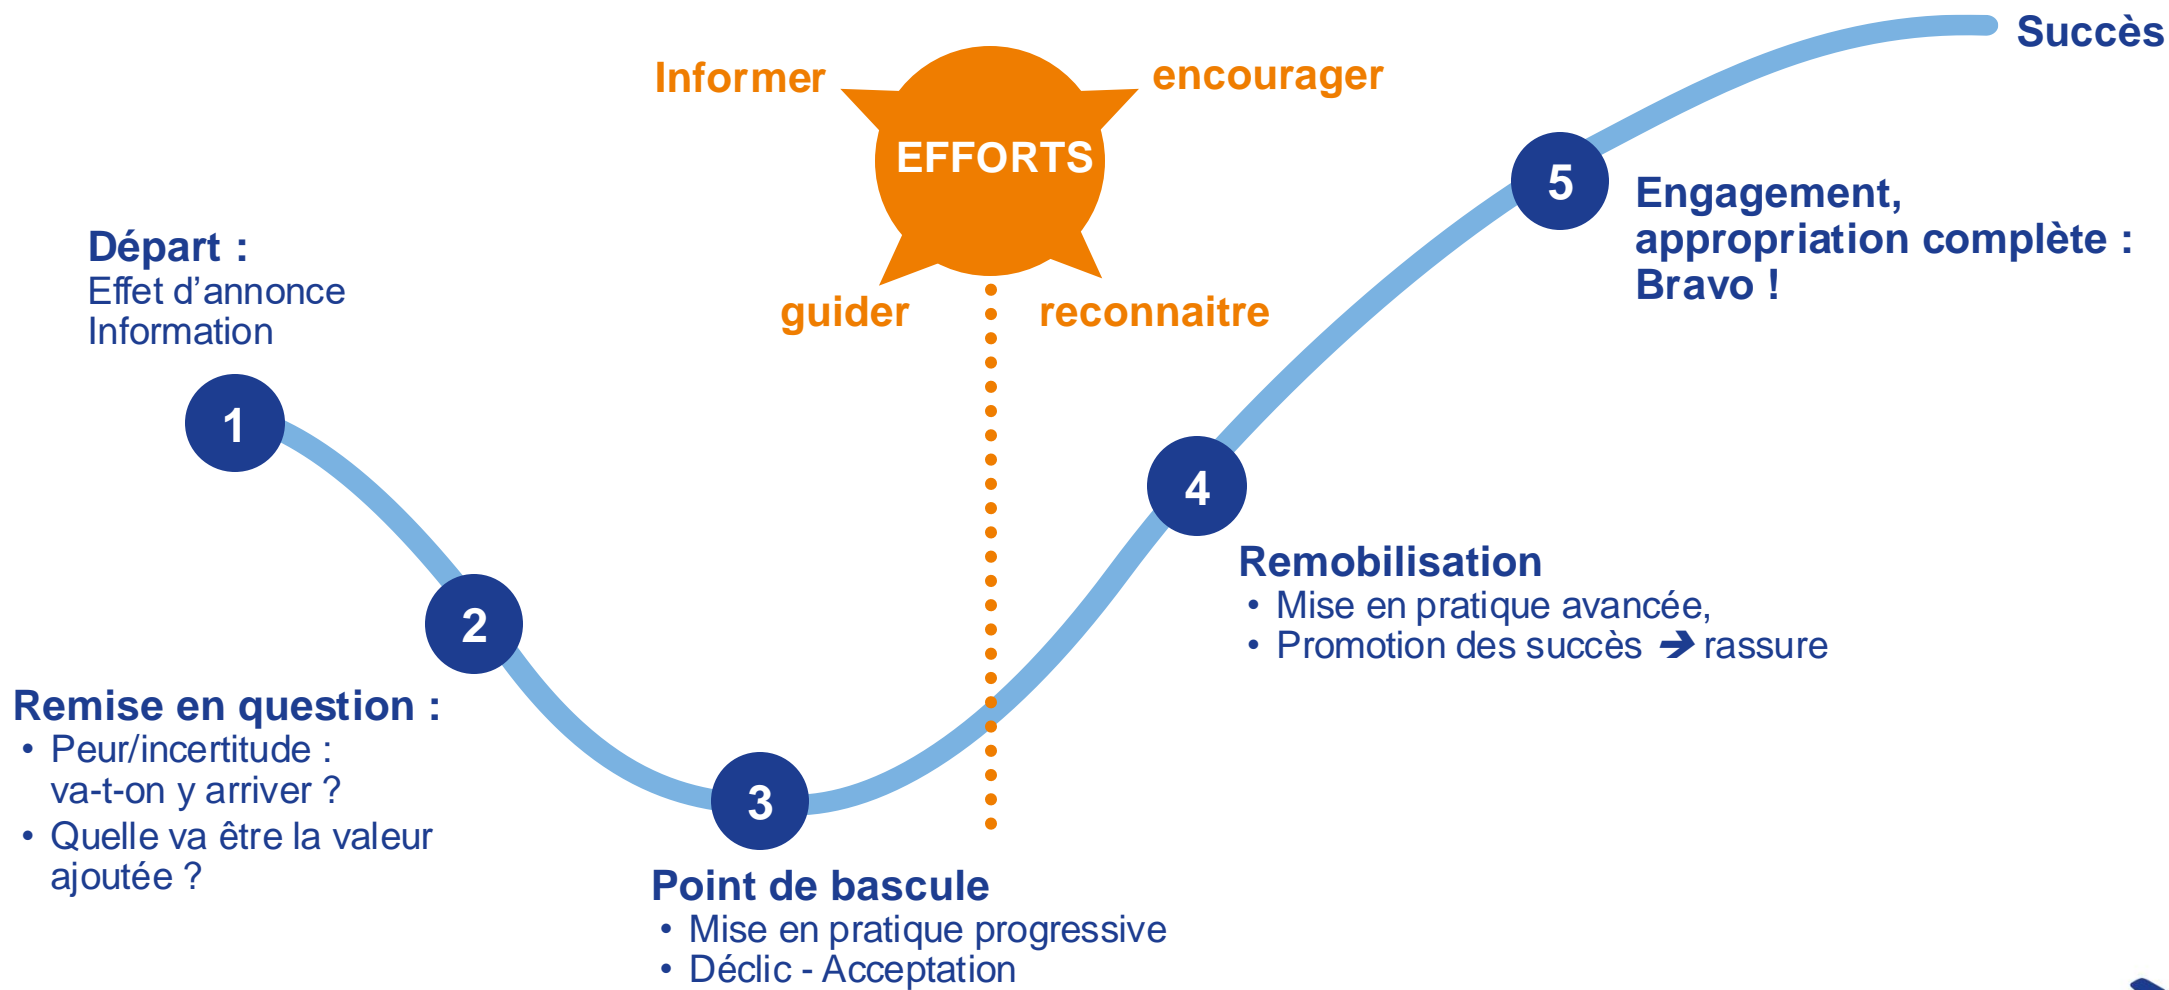 Succès
Informer
encourager
EFFORTS
guider
reconnaitre
Départ :
Effet d’annonce
Information
1
2
Remise en question :
• Peur/incertitude :
va-t-on y arriver ?
• Quelle va être la valeur
ajoutée ?
3
Point de bascule
• Mise en pratique progressive
• Déclic - Acceptation
4
Remobilisation
• Mise en pratique avancée,
• Promotion des succès ➔ rassure
5
Engagement,
appropriation complète :
Bravo !